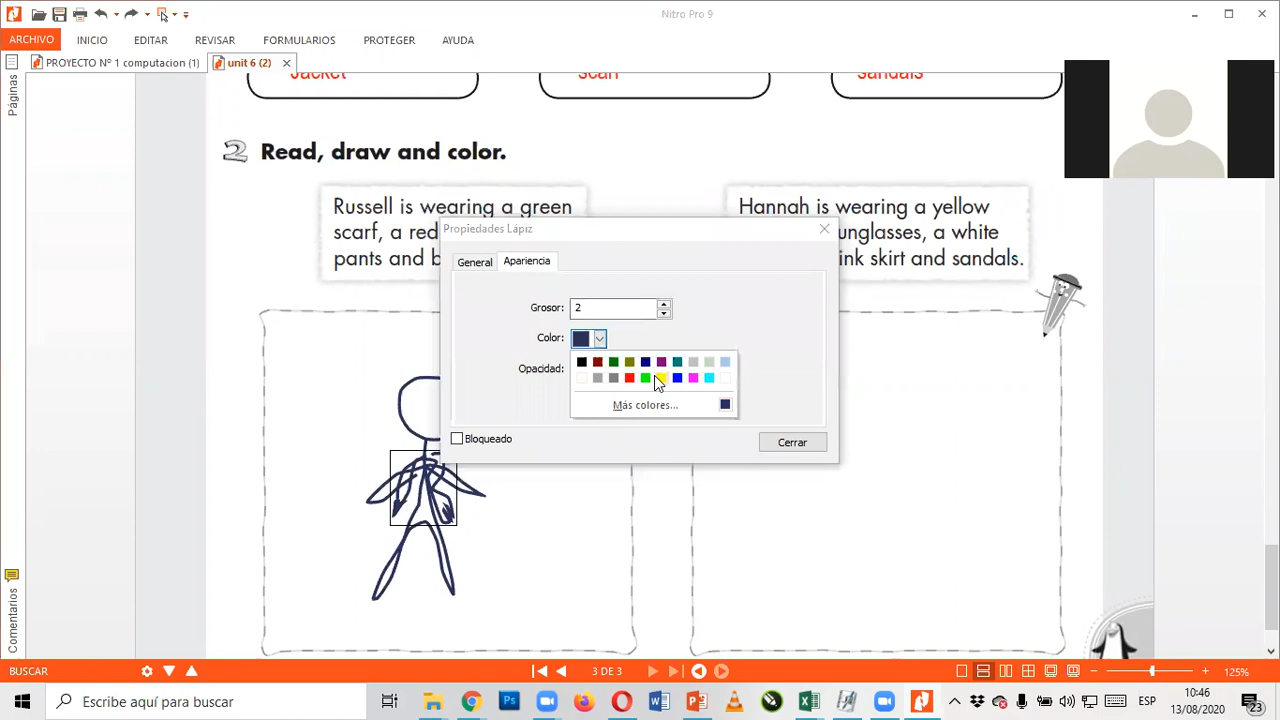 Nitro Pro 9
ARCHIVO INICIO EDITAR REVISAR FORMULARIOS PROTEGER AYUDA
PROYECTO Nº 1 computacion (1) unit 6 (2)
Páginas
Jacket scarf sandals
2 Read, draw and color.
Russell is wearing a green
scarf, a red
pants and b
Hannah is wearing a yellow
unglasses, a white
ink skirt and sandals.
Propiedades Lápiz
General Apariencia
Grosor: 2
Color:
Opacidad:
Más colores...
Bloqueado
Cerrar
Comentarios
BUSCAR
3 DE 3
125%
Escribe aquí para buscar
ESP
10:46
13/08/2020
23